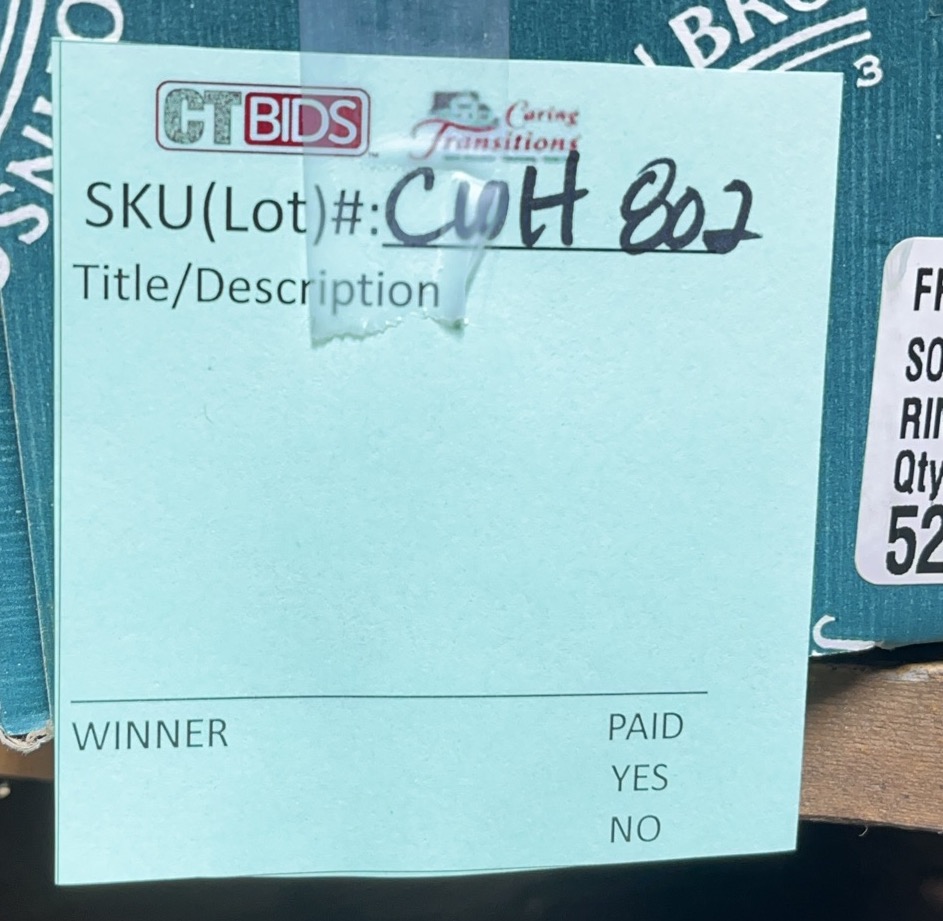 CTBIDS
Caring
Transitions
SKU(Lot)#: CWH 802
Title/Description
WINNER
PAID
YES
NO
3
Qty
52